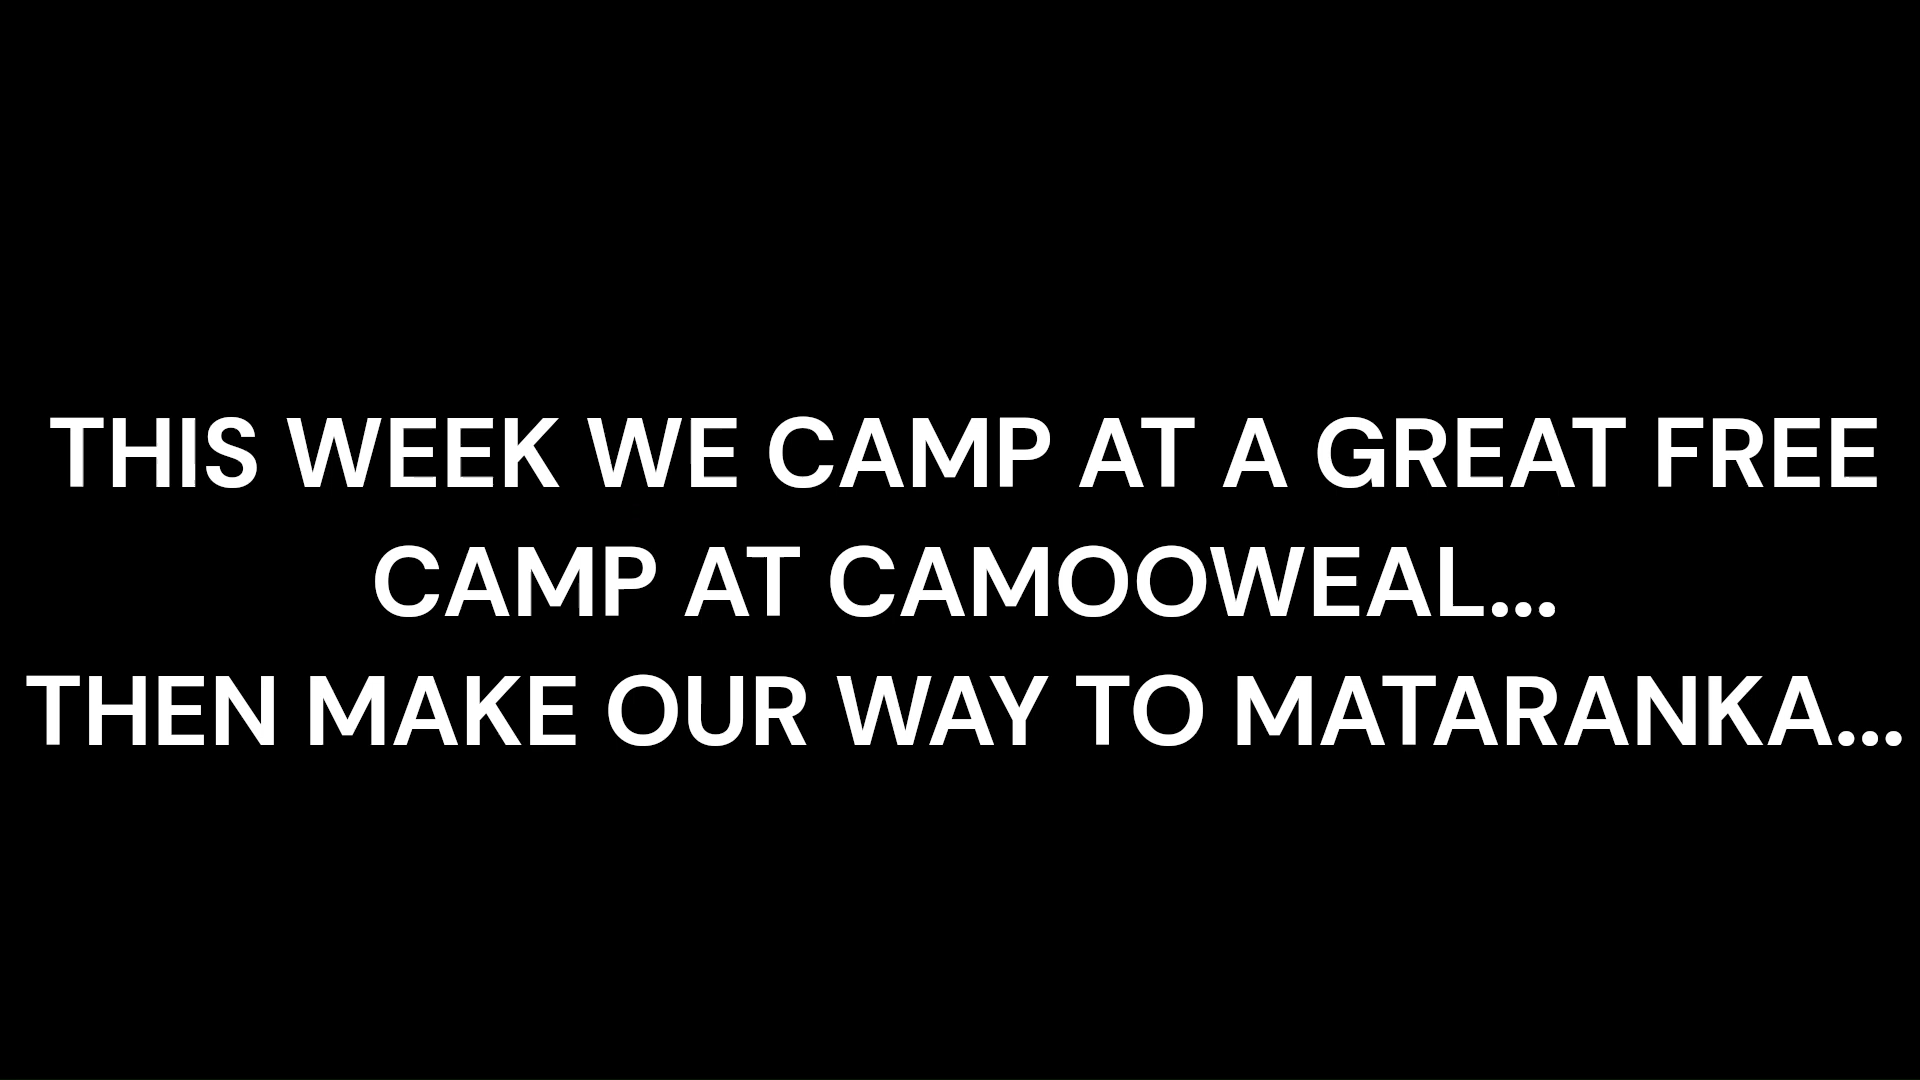 THIS WEEK WE CAMP AT A GREAT FREE
CAMP AT CAMOOWEAL...
THEN MAKE OUR WAY TO MATARANKA...